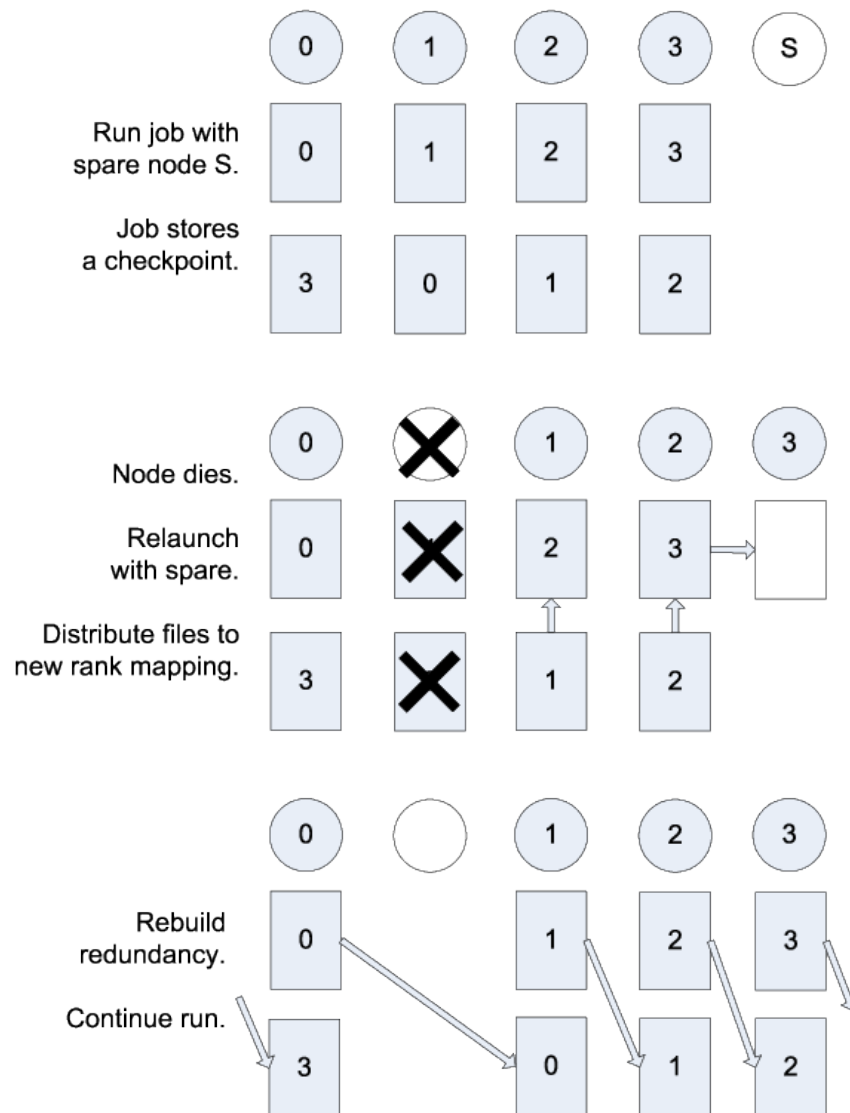 0 1 2 3 S
Run job with
spare node S.
0 1 2 3
Job stores
a checkpoint.
3 0 1 2
0 1 2 3
Node dies.
Relaunch
with spare.
0 2 3
Distribute files to
new rank mapping.
3 1 2
0 1 2 3
Rebuild
redundancy.
0 1 2 3
Continue run.
3 0 1 2